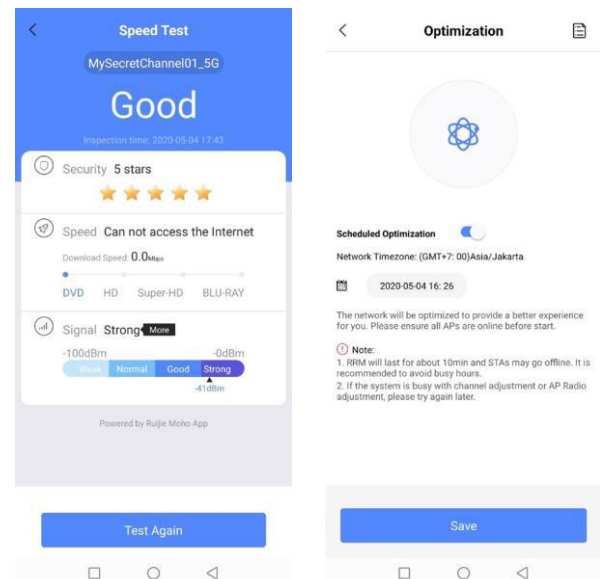 Speed Test
MySecretChannel01_5G
Good
Inspection time: 2020-05-04 17:43
Security 5 stars
Speed Can not access the Internet
Download Speed: 0.0Mbps
DVD HD Super-HD BLU-RAY
Signal Strong More
-100dBm -0dBm
Weak Normal Good Strong
-41dBm
Powered by Ruijie Moho App
Test Again
Optimization
Scheduled Optimization
Network Timezone: (GMT+7: 00)Asia/Jakarta
2020-05-04 16: 26
The network will be optimized to provide a better experience
for you. Please ensure all APs are online before start.
Note:
1. RRM will last for about 10min and STAs may go offline. It is
recommended to avoid busy hours.
2. If the system is busy with channel adjustment or AP Radio
adjustment, please try again later.
Save